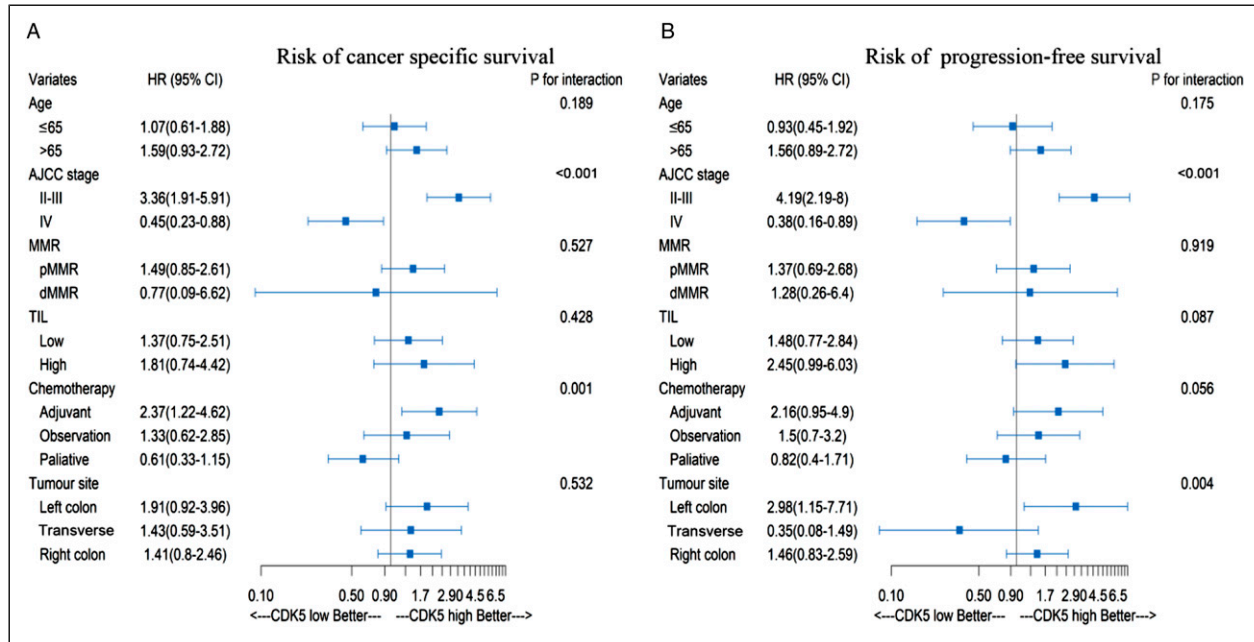 A
Risk of cancer specific survival
Variates HR (95% CI) P for interaction
Age 0.189
≤65 1.07(0.61-1.88)
>65 1.59(0.93-2.72)
AJCC stage <0.001
II-III 3.36(1.91-5.91)
IV 0.45(0.23-0.88)
MMR 0.527
pMMR 1.49(0.85-2.61)
dMMR 0.77(0.09-6.62)
TIL 0.428
Low 1.37(0.75-2.51)
High 1.81(0.74-4.42)
Chemotherapy 0.001
Adjuvant 2.37(1.22-4.62)
Observation 1.33(0.62-2.85)
Paliative 0.61(0.33-1.15)
Tumour site 0.532
Left colon 1.91(0.92-3.96)
Transverse 1.43(0.59-3.51)
Right colon 1.41(0.8-2.46)
0.10 0.50 0.90 1.7 2.90 4.5 6.5
<---CDK5 low Better--- ---CDK5 high Better--->
B
Risk of progression-free survival
Variates HR (95% CI) P for interaction
Age 0.175
≤65 0.93(0.45-1.92)
>65 1.56(0.89-2.72)
AJCC stage <0.001
II-III 4.19(2.19-8)
IV 0.38(0.16-0.89)
MMR 0.919
pMMR 1.37(0.69-2.68)
dMMR 1.28(0.26-6.4)
TIL 0.087
Low 1.48(0.77-2.84)
High 2.45(0.99-6.03)
Chemotherapy 0.056
Adjuvant 2.16(0.95-4.9)
Observation 1.5(0.7-3.2)
Paliative 0.82(0.4-1.71)
Tumour site 0.004
Left colon 2.98(1.15-7.71)
Transverse 0.35(0.08-1.49)
Right colon 1.46(0.83-2.59)
0.10 0.50 0.90 1.7 2.90 4.5 6.5
<---CDK5 low Better--- ---CDK5 high Better--->